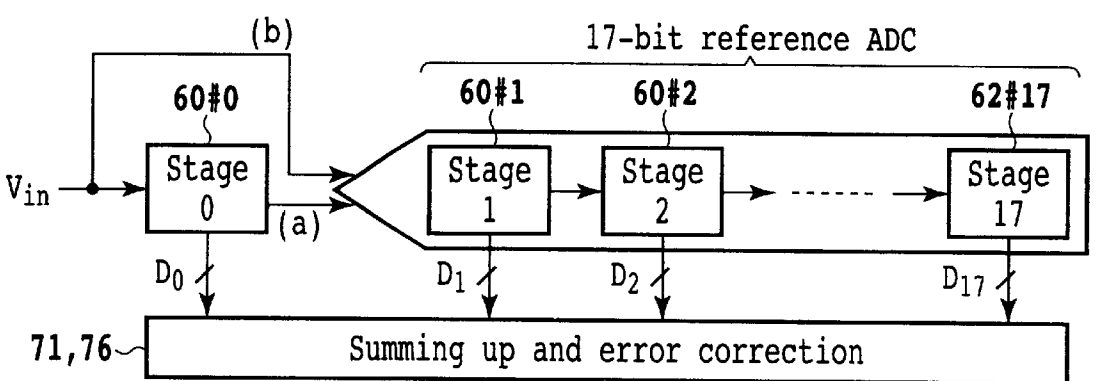 (b)
17-bit reference ADC
60#0
60#1
60#2
62#17
Vin
Stage
0
(a)
Stage
1
Stage
2
Stage
17
D0
D1
D2
D17
71,76
Summing up and error correction